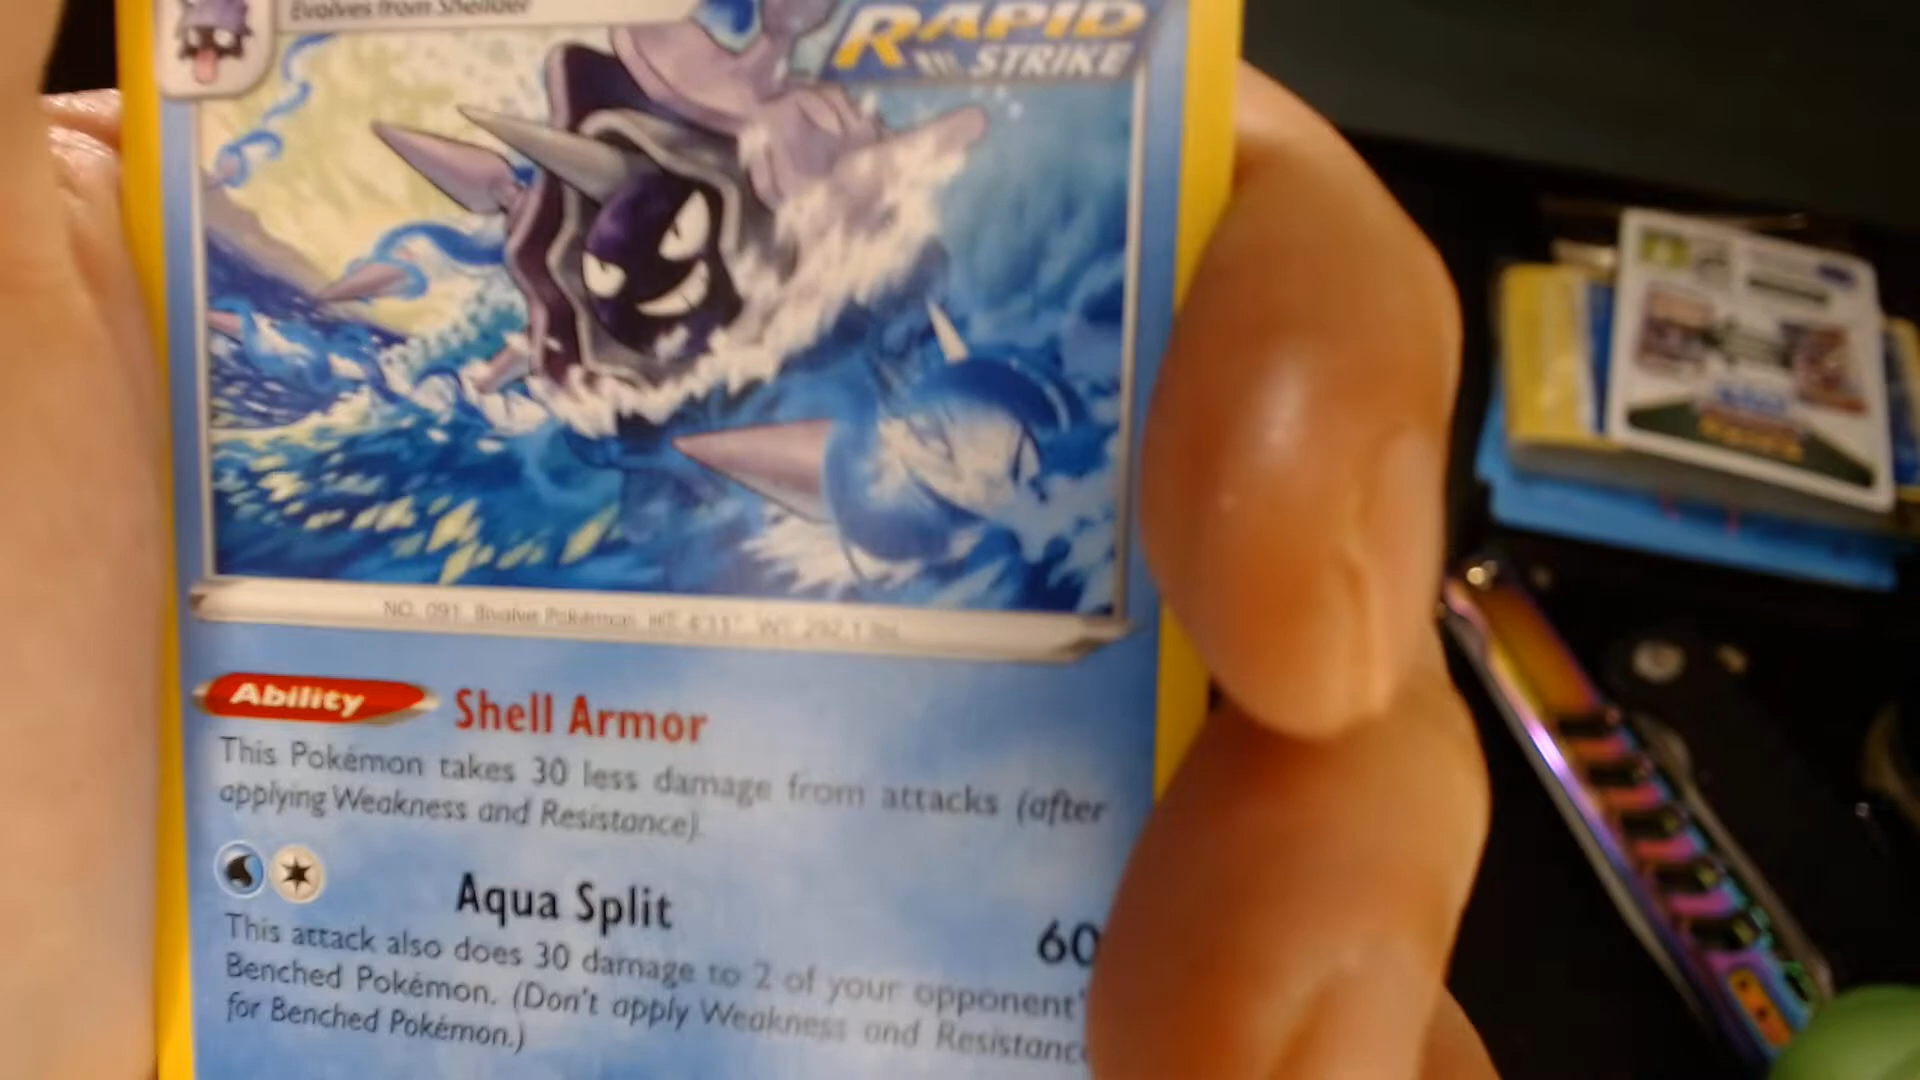 Evolves from Shellder
RAPID
STRIKE
NO. 091 Bivalve Pokémon HT: 4'11" WT: 292.1 lbs.
Ability Shell Armor
This Pokémon takes 30 less damage from attacks (after
applying Weakness and Resistance).
Aqua Split
60
This attack also does 30 damage to 2 of your opponent'
Benched Pokémon. (Don't apply Weakness and Resistance
for Benched Pokémon.)